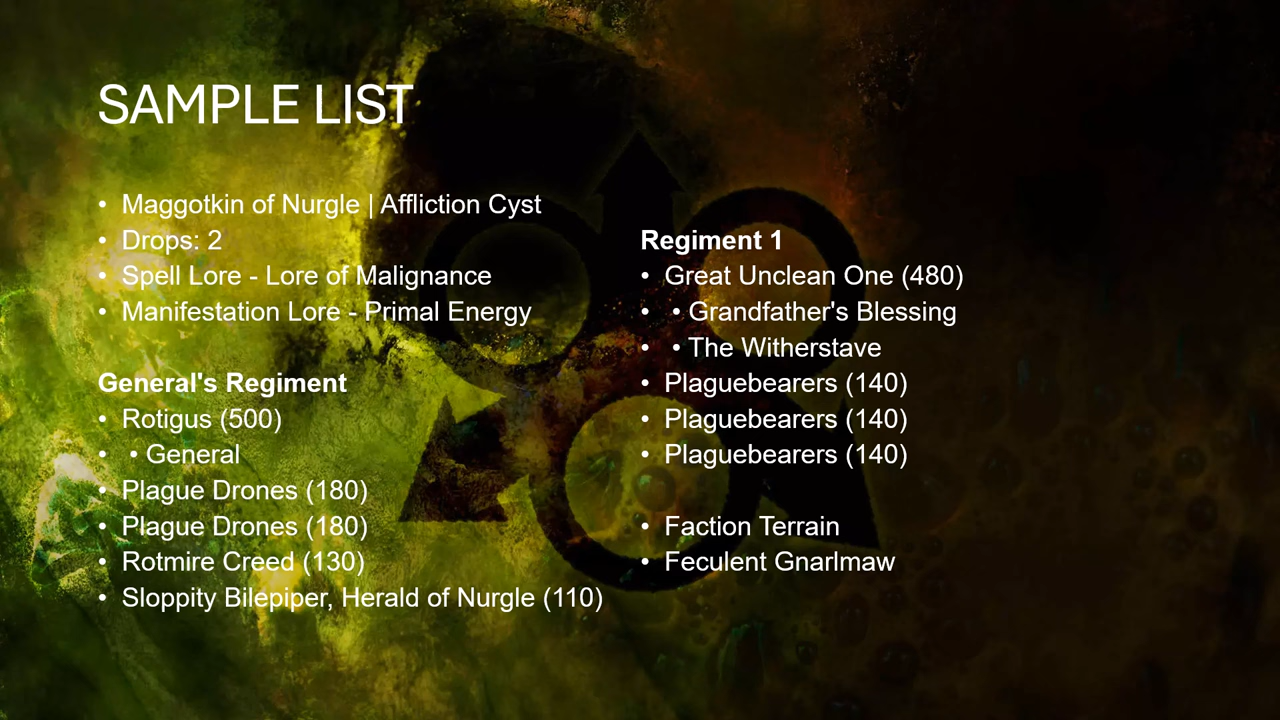 SAMPLE LIST
• Maggotkin of Nurgle | Affliction Cyst
• Drops: 2
• Spell Lore - Lore of Malignance
• Manifestation Lore - Primal Energy
General's Regiment
• Rotigus (500)
• • General
• Plague Drones (180)
• Plague Drones (180)
• Rotmire Creed (130)
• Sloppity Bilepiper, Herald of Nurgle (110)
Regiment 1
• Great Unclean One (480)
• • Grandfather's Blessing
• • The Witherstave
• Plaguebearers (140)
• Plaguebearers (140)
• Plaguebearers (140)
• Faction Terrain
• Feculent Gnarlmaw